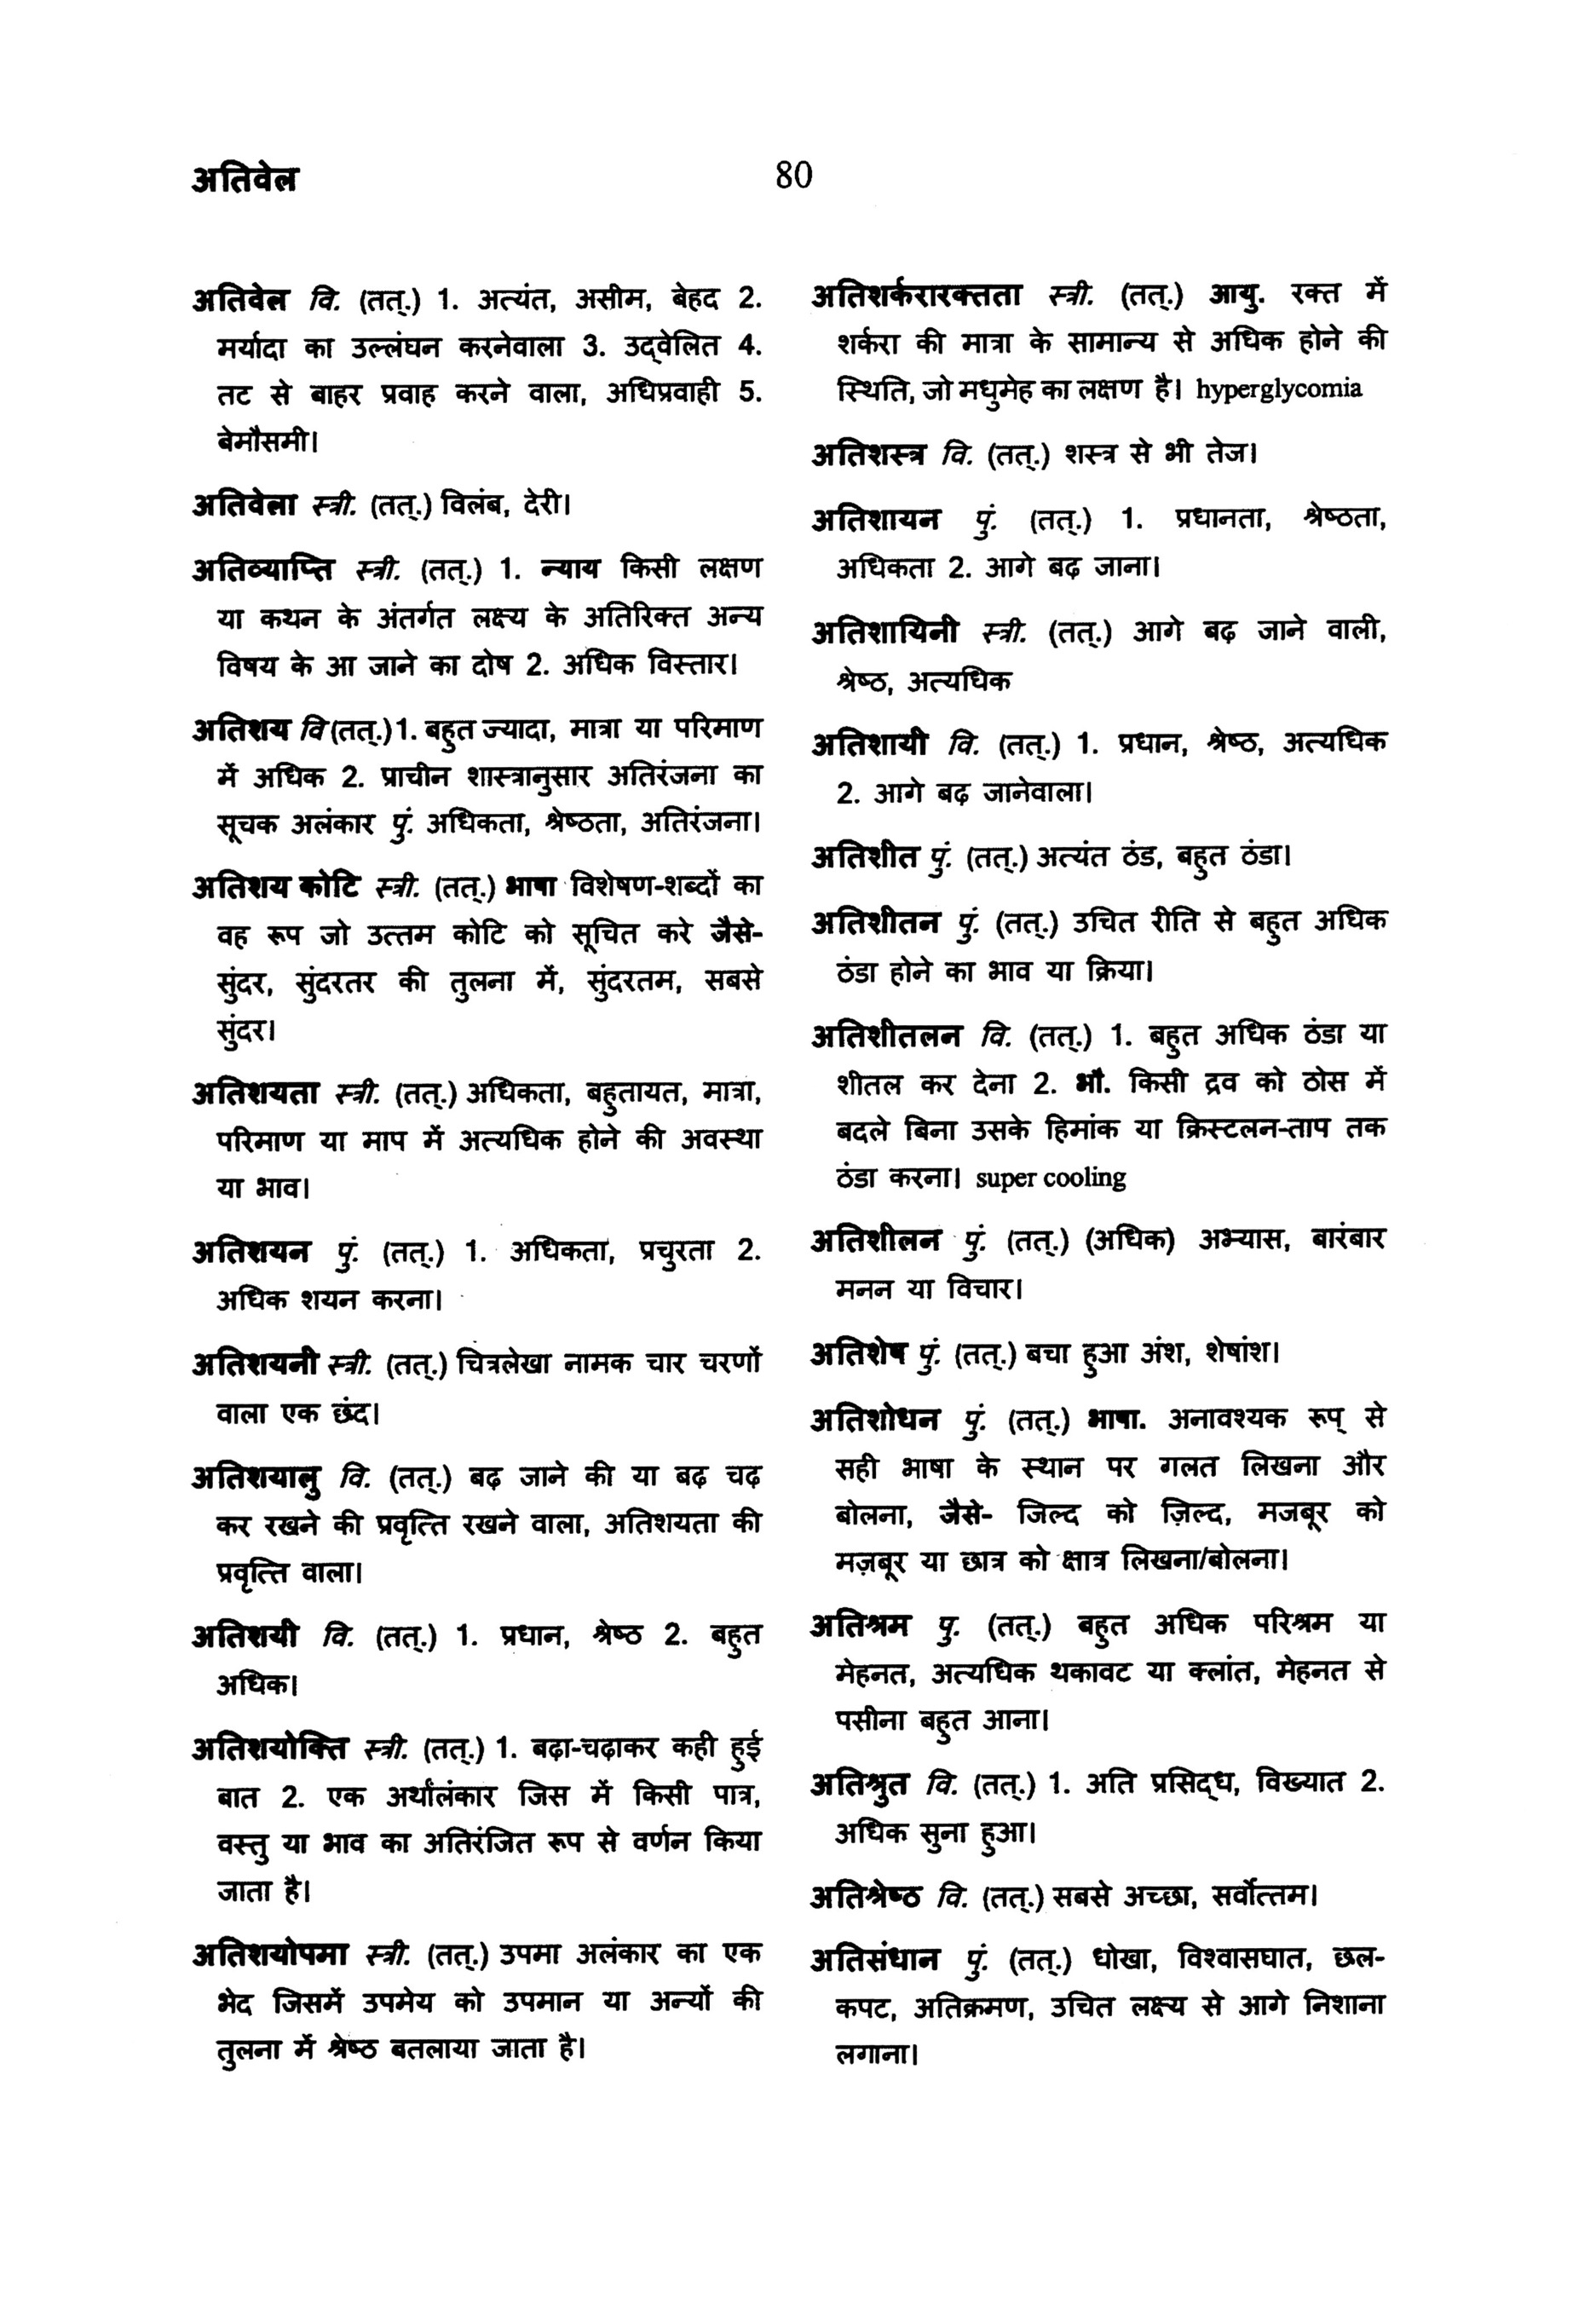 अतिवेल
80
अतिवेल वि. (तत्.) 1. अत्यंत, असीम, बेहद 2.
मर्यादा का उल्लंघन करनेवाला 3. उद्‌वेलित 4.
तट से बाहर प्रवाह करने वाला, अधिप्रवाही 5.
बेमौसमी।
अतिवेला स्त्री. (तत्.) विलंब, देरी।
अतिव्याप्ति स्त्री. (तत्.) 1. न्याय किसी लक्षण
या कथन के अंतर्गत लक्ष्य के अतिरिक्त अन्य
विषय के आ जाने का दोष 2. अधिक विस्तार।
अतिशय वि (तत्.) 1. बहुत ज्यादा, मात्रा या परिमाण
में अधिक 2. प्राचीन शास्त्रानुसार अतिरंजना का
सूचक अलंकार पुं. अधिकता, श्रेष्ठता, अतिरंजना।
अतिशय कोटि स्त्री. (तत्.) भाषा विशेषण-शब्दों का
वह रूप जो उत्तम कोटि को सूचित करे जैसे-
सुंदर, सुंदरतर की तुलना में, सुंदरतम, सबसे
सुंदर।
अतिशयता स्त्री. (तत्.) अधिकता, बहुतायत, मात्रा,
परिमाण या माप में अत्यधिक होने की अवस्था
या भाव।
अतिशयन पुं. (तत्.) 1. अधिकता, प्रचुरता 2.
अधिक शयन करना।
अतिशयनी स्त्री. (तत्.) चित्रलेखा नामक चार चरणों
वाला एक छंद।
अतिशयालु वि. (तत्.) बढ़ जाने की या बढ़ चढ़
कर रखने की प्रवृत्ति रखने वाला, अतिशयता की
प्रवृत्ति वाला।
अतिशयी वि. (तत्.) 1. प्रधान, श्रेष्ठ 2. बहुत
अधिक।
अतिशयोक्ति स्त्री. (तत्.) 1. बढ़ा-चढ़ाकर कही हुई
बात 2. एक अर्थालंकार जिस में किसी पात्र,
वस्तु या भाव का अतिरंजित रूप से वर्णन किया
जाता है।
अतिशयोपमा स्त्री. (तत्.) उपमा अलंकार का एक
भेद जिसमें उपमेय को उपमान या अन्यों की
तुलना में श्रेष्ठ बतलाया जाता है।
अतिशर्करारक्तता स्त्री. (तत्.) आयु. रक्त में
शर्करा की मात्रा के सामान्य से अधिक होने की
स्थिति, जो मधुमेह का लक्षण है। hyperglycomia
अतिशस्त्र वि. (तत्.) शस्त्र से भी तेज।
अतिशायन पुं. (तत्.) 1. प्रधानता, श्रेष्ठता,
अधिकता 2. आगे बढ़ जाना।
अतिशायिनी स्त्री. (तत्.) आगे बढ़ जाने वाली,
श्रेष्ठ, अत्यधिक
अतिशायी वि. (तत्.) 1. प्रधान, श्रेष्ठ, अत्यधिक
2. आगे बढ़ जानेवाला।
अतिशीत पुं. (तत्.) अत्यंत ठंड, बहुत ठंडा।
अतिशीतन पुं. (तत्.) उचित रीति से बहुत अधिक
ठंडा होने का भाव या क्रिया।
अतिशीतलन वि. (तत्.) 1. बहुत अधिक ठंडा या
शीतल कर देना 2. भौ. किसी द्रव को ठोस में
बदले बिना उसके हिमांक या क्रिस्टलन-ताप तक
ठंडा करना। super cooling
अतिशीलन पुं. (तत्.) (अधिक) अभ्यास, बारंबार
मनन या विचार।
अतिशेष पुं. (तत्.) बचा हुआ अंश, शेषांश।
अतिशोधन पुं. (तत्.) भाषा. अनावश्यक रूप् से
सही भाषा के स्थान पर गलत लिखना और
बोलना, जैसे- जिल्द को ज़िल्द, मजबूर को
मज़बूर या छात्र को क्षात्र लिखना/बोलना।
अतिश्रम पु. (तत्.) बहुत अधिक परिश्रम या
मेहनत, अत्यधिक थकावट या क्लांत, मेहनत से
पसीना बहुत आना।
अतिश्रुत वि. (तत्.) 1. अति प्रसिद्‌ध, विख्यात 2.
अधिक सुना हुआ।
अतिश्रेष्ठ वि. (तत्.) सबसे अच्छा, सर्वोत्तम।
अतिसंधान पुं. (तत्.) धोखा, विश्वासघात, छल-
कपट, अतिक्रमण, उचित लक्ष्य से आगे निशाना
लगाना।